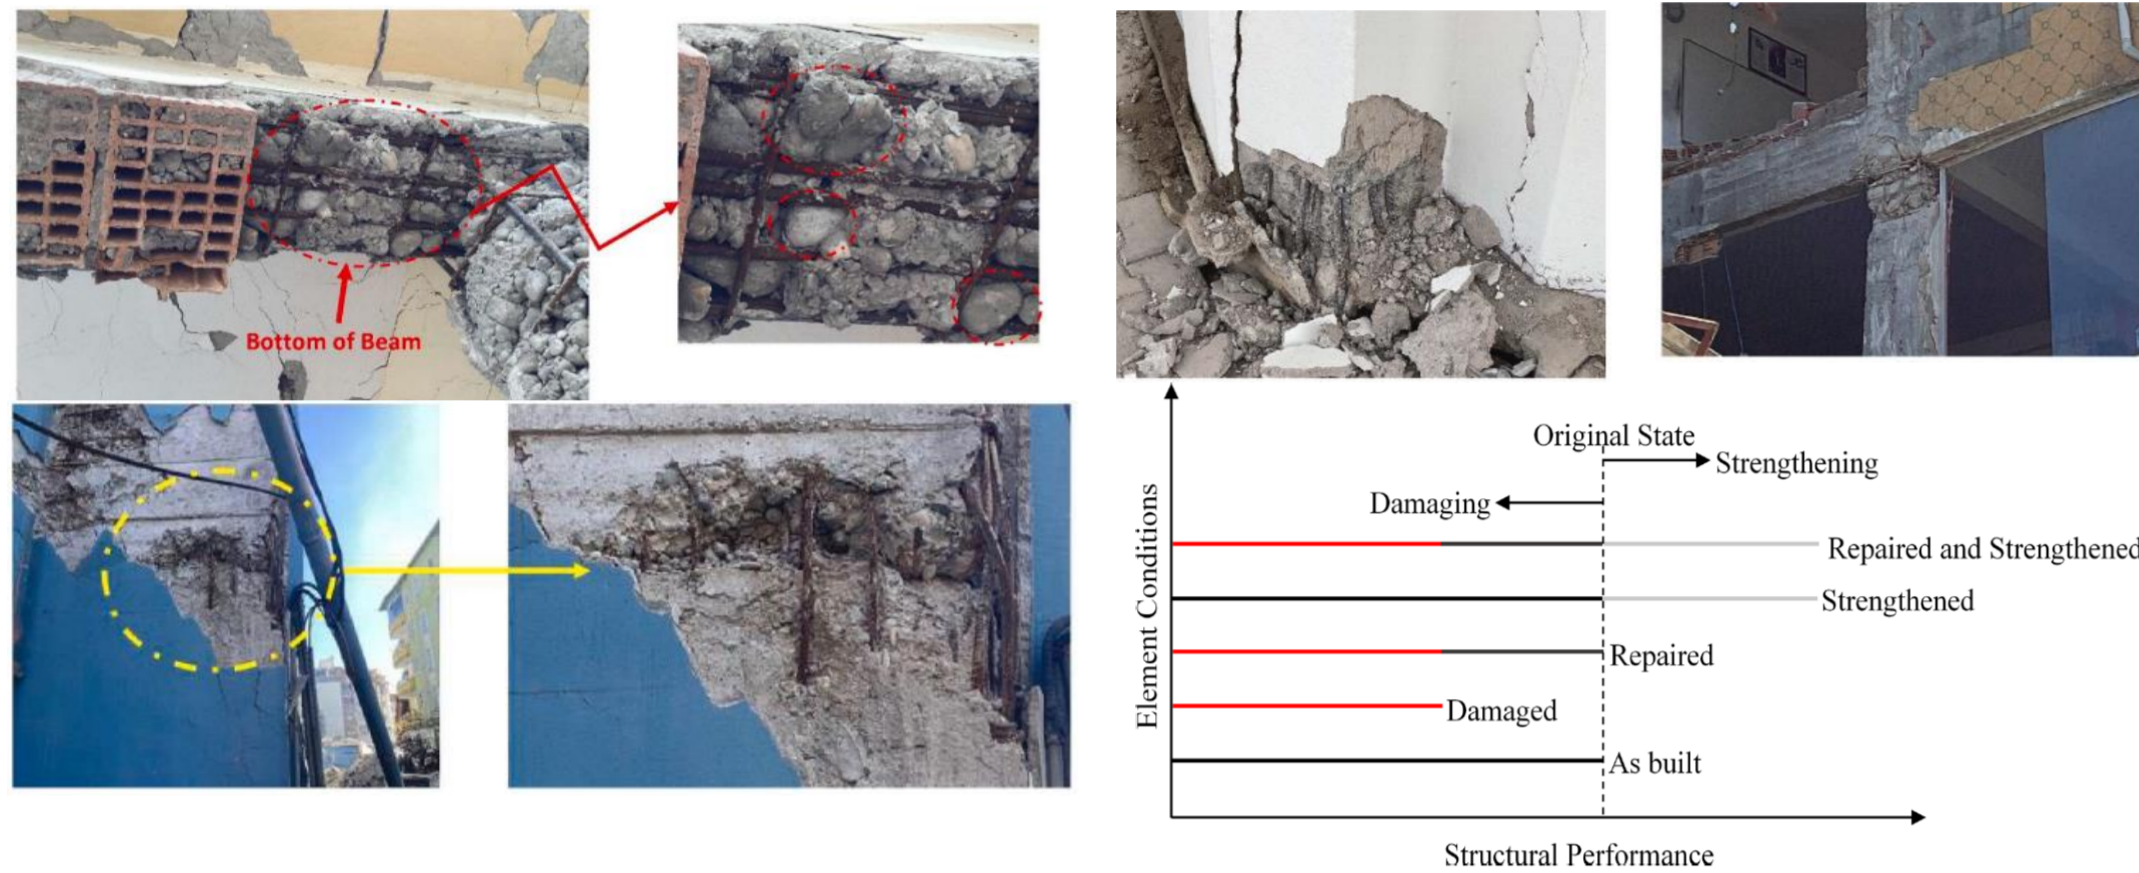 Bottom of Beam
Original State
Strengthening
Damaging
Repaired and Strengthened
Strengthened
Repaired
Damaged
As built
Element Conditions
Structural Performance